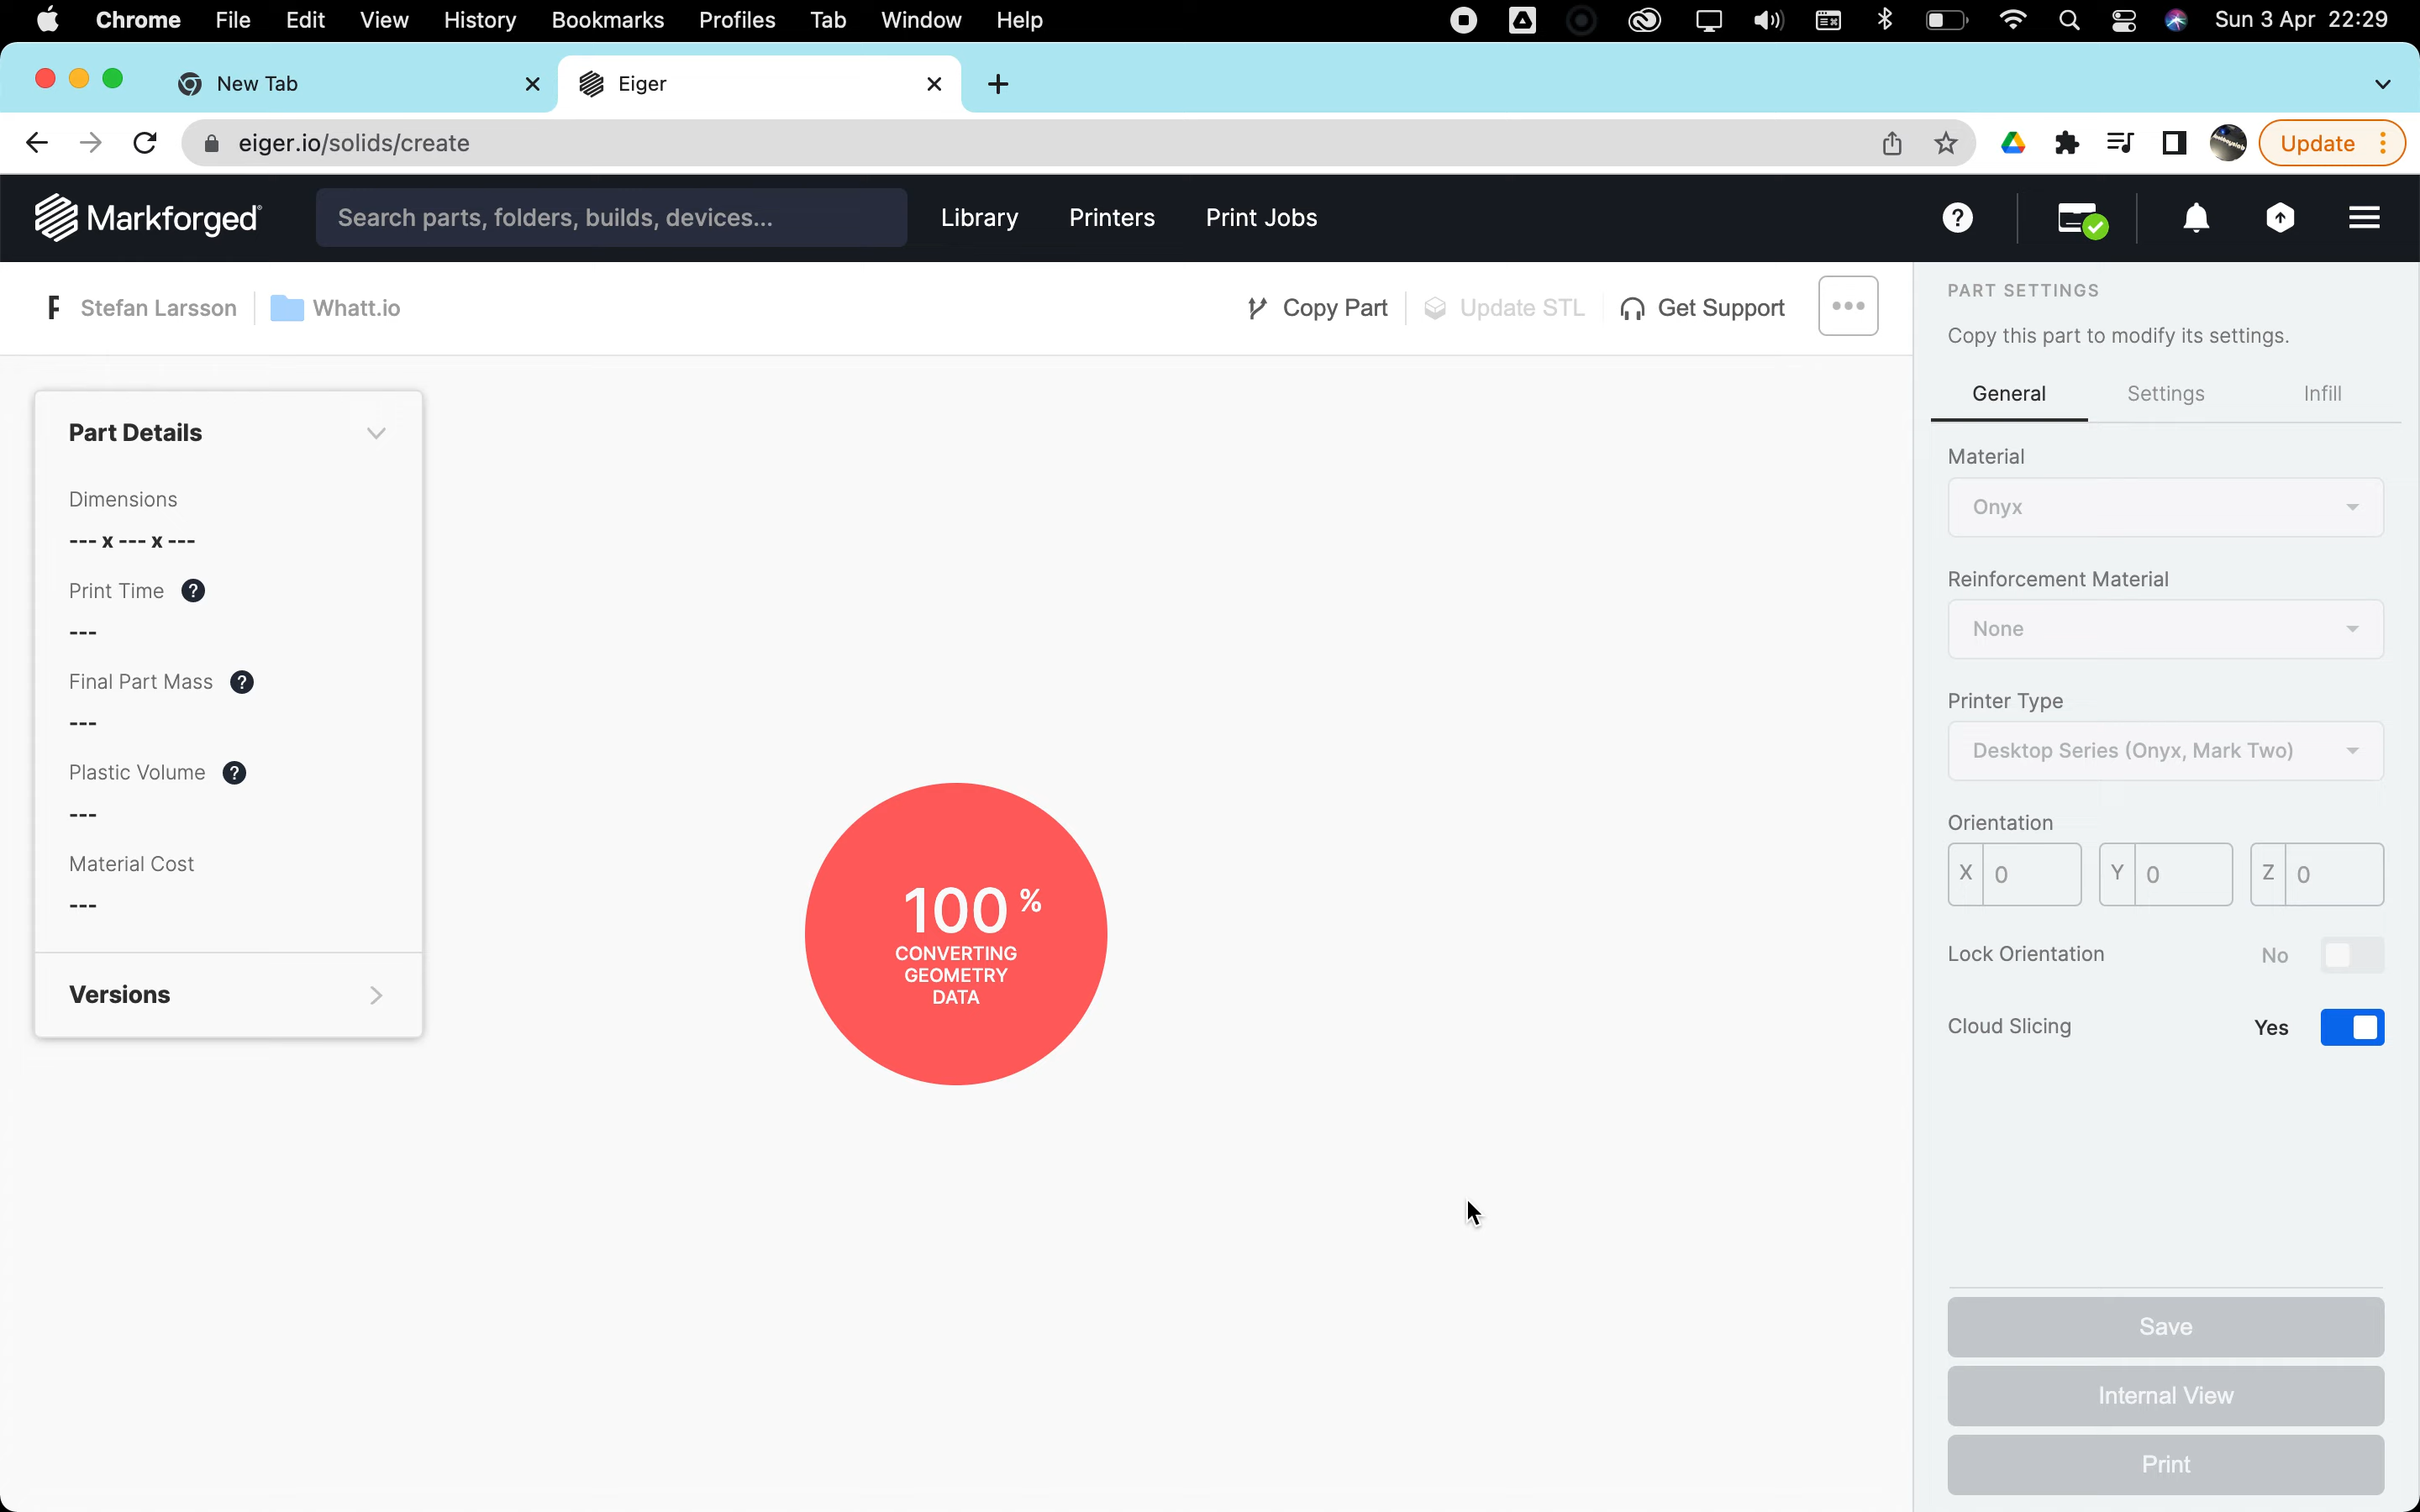 Chrome File Edit View History Bookmarks Profiles Tab Window Help Sun 3 Apr 22:29
New Tab Eiger
eiger.io/solids/create Update
Markforged Search parts, folders, builds, devices... Library Printers Print Jobs
Stefan Larsson Whatt.io Copy Part Update STL Get Support
Part Details
Dimensions
--- x --- x ---
Print Time ?
---
Final Part Mass ?
---
Plastic Volume ?
---
Material Cost
---
Versions
100 %
CONVERTING
GEOMETRY
DATA
PART SETTINGS
Copy this part to modify its settings.
General Settings Infill
Material
Onyx
Reinforcement Material
None
Printer Type
Desktop Series (Onyx, Mark Two)
Orientation
X 0 Y 0 Z 0
Lock Orientation No
Cloud Slicing Yes
Save
Internal View
Print